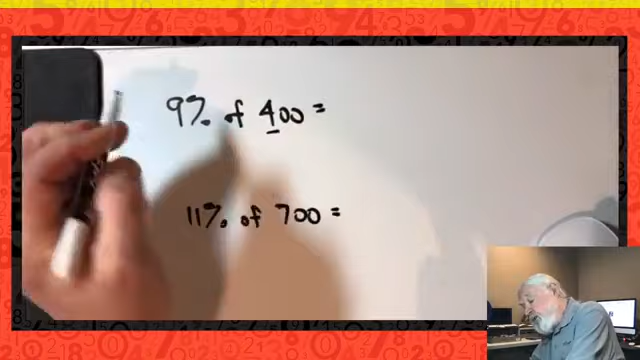 9% of 400 =
11% of 700 =